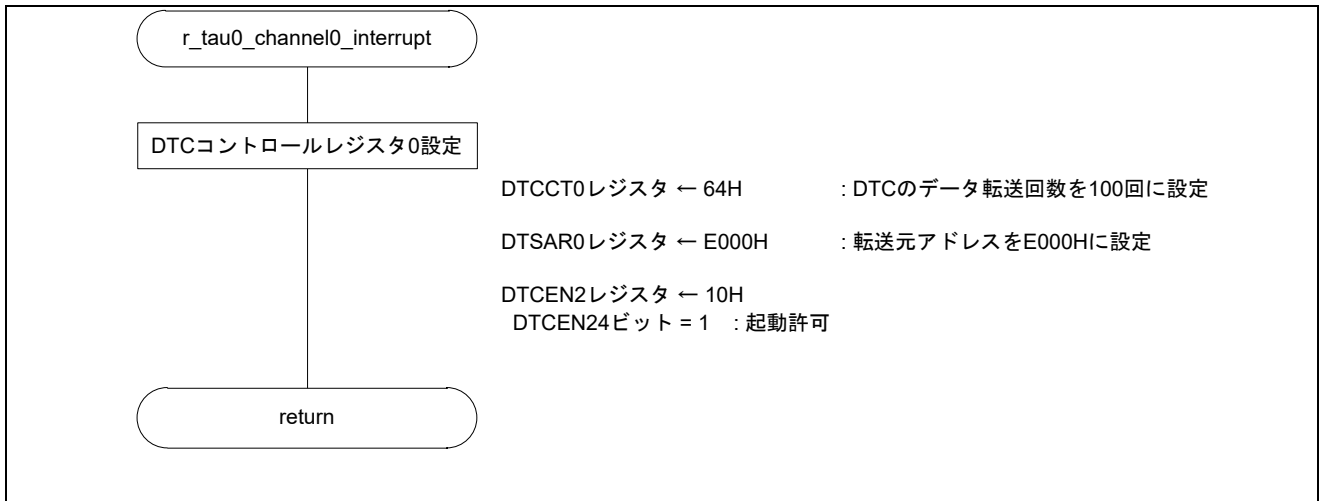 r_tau0_channel0_interrupt
DTCコントロールレジスタ0設定
DTCCT0レジスタ ← 64H : DTCのデータ転送回数を100回に設定
DTSAR0レジスタ ← E000H : 転送元アドレスをE000Hに設定
DTCEN2レジスタ ← 10H
DTCEN24ビット = 1 : 起動許可
return